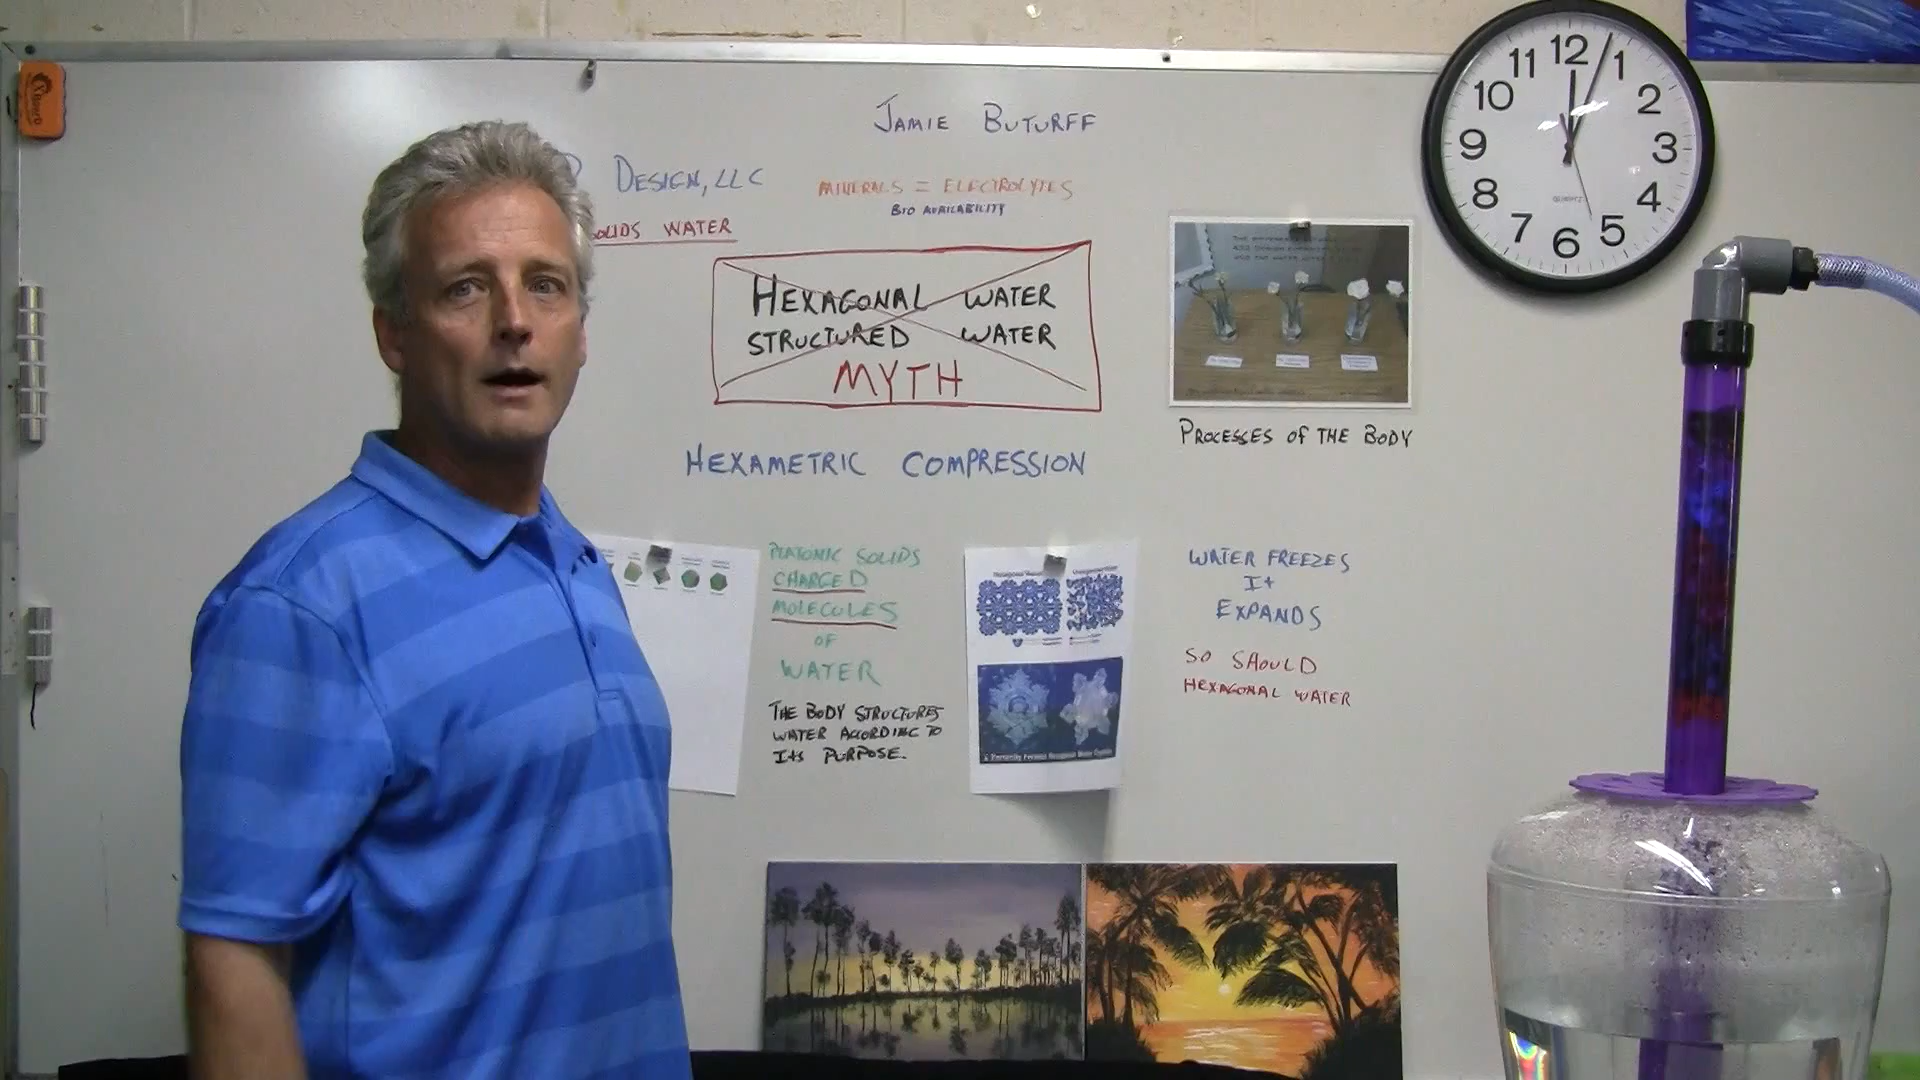 JAMIE BUTURFF
DESIGN, LLC
MINERALS = ELECTROLYTES
BIO AVAILABILITY
SOLIDS WATER
HEXAGONAL WATER
STRUCTURED WATER
MYTH
PROCESSES OF THE BODY
HEXAMETRIC COMPRESSION
PLATONIC SOLIDS
CHARGED
MOLECULES
OF
WATER
THE BODY STRUCTURES
WATER ACCORDING TO
ITS PURPOSE.
WATER FREEZES
It
EXPANDS
SO SHOULD
HEXAGONAL WATER
12
1
2
3
4
5
6
7
8
9
10
11
QUARTZ